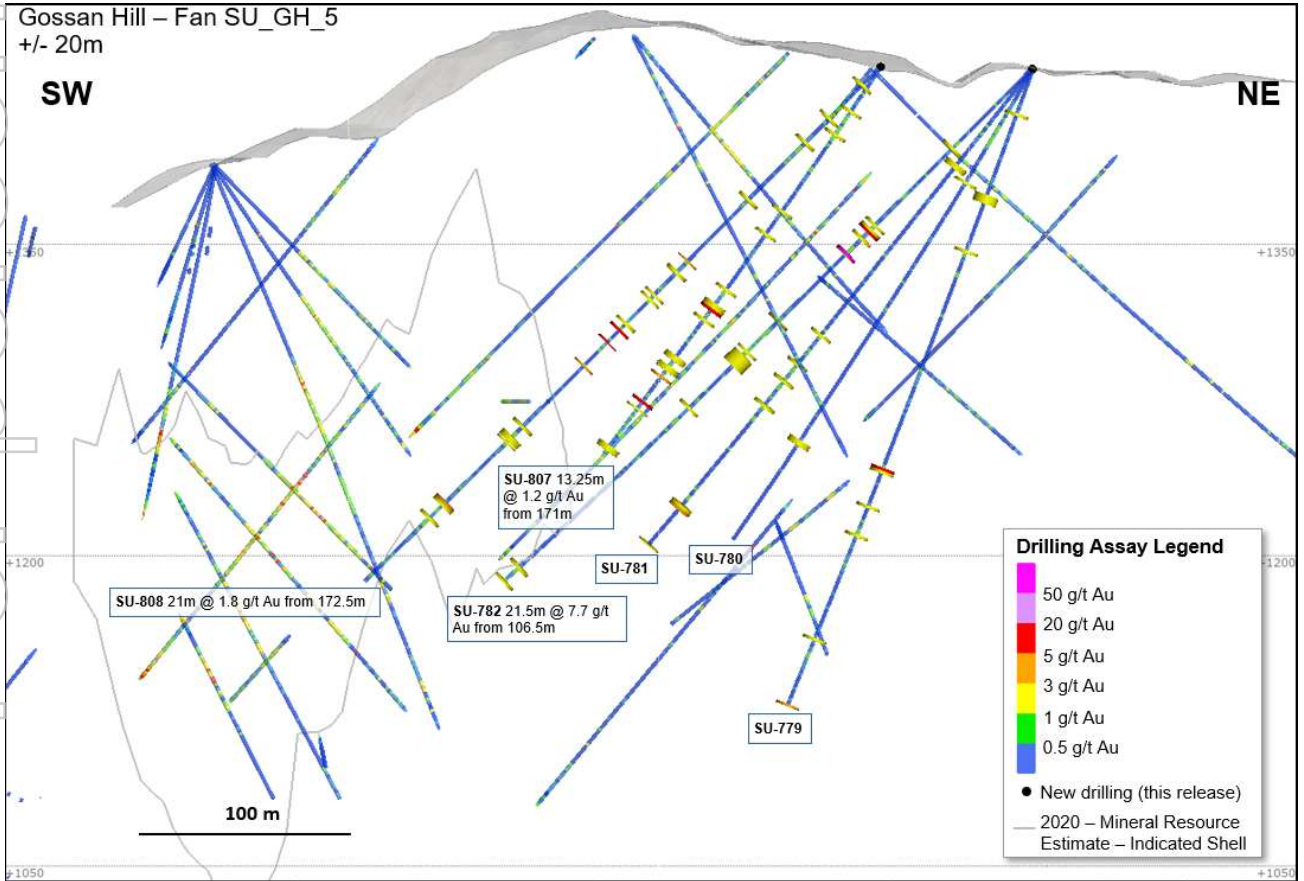 Gossan Hill – Fan SU_GH_5
+/- 20m
SW
NE
+1350
+1350
SU-807 13.25m
@ 1.2 g/t Au
from 171m
+1200
+1200
SU-781
SU-780
SU-808 21m @ 1.8 g/t Au from 172.5m
SU-782 21.5m @ 7.7 g/t
Au from 106.5m
SU-779
Drilling Assay Legend
50 g/t Au
20 g/t Au
5 g/t Au
3 g/t Au
1 g/t Au
0.5 g/t Au
New drilling (this release)
2020 – Mineral Resource
Estimate – Indicated Shell
100 m
+1050
+1050